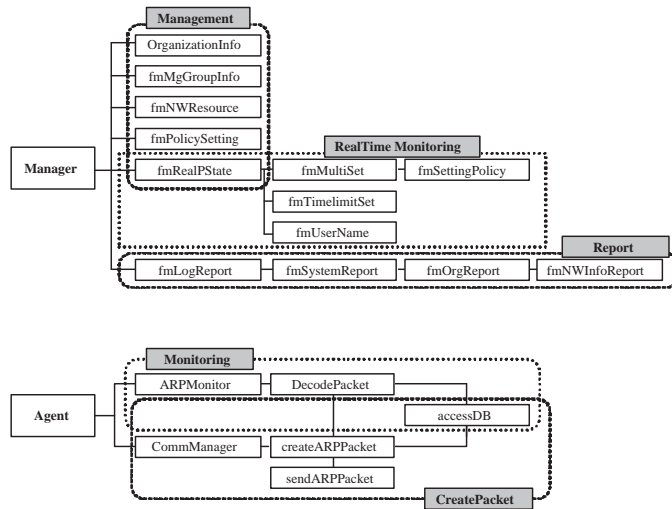 Management
OrganizationInfo
fmMgGroupInfo
fmNWResource
fmPolicySetting
RealTime Monitoring
Manager
fmRealPState
fmMultiSet
fmSettingPolicy
fmTimelimitSet
fmUserName
Report
fmLogReport
fmSystemReport
fmOrgReport
fmNWInfoReport
Monitoring
ARPMonitor
DecodePacket
Agent
accessDB
CommManager
createARPPacket
sendARPPacket
CreatePacket